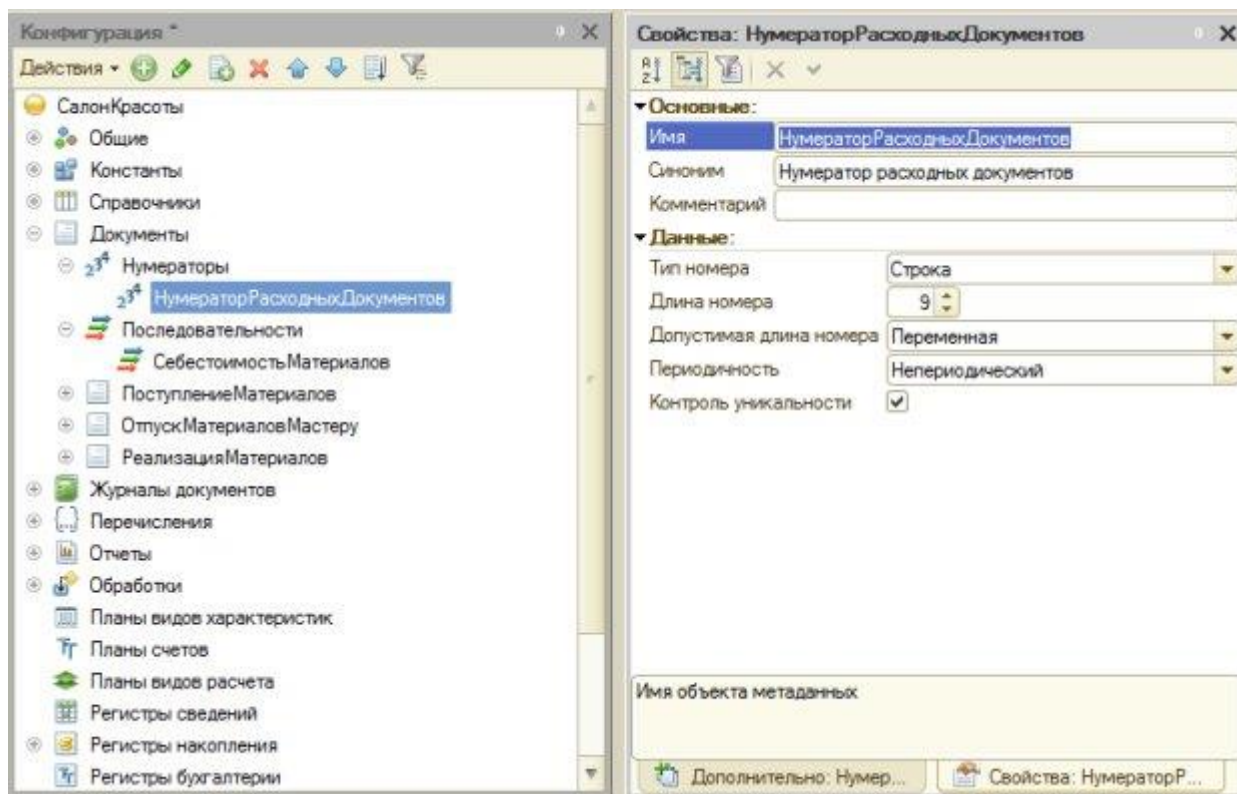 Конфигурация *
Действия
СалонКрасоты
Общие
Константы
Справочники
Документы
Нумераторы
НумераторРасходныхДокументов
Последовательности
СебестоимостьМатериалов
ПоступлениеМатериалов
ОтпускМатериаловМастеру
РеализацияМатериалов
Журналы документов
Перечисления
Отчеты
Обработки
Планы видов характеристик
Планы счетов
Планы видов расчета
Регистры сведений
Регистры накопления
Регистры бухгалтерии
Свойства: НумераторРасходныхДокументов
Основные:
Имя НумераторРасходныхДокументов
Синоним Нумератор расходных документов
Комментарий
Данные:
Тип номера Строка
Длина номера 9
Допустимая длина номера Переменная
Периодичность Непериодический
Контроль уникальности
Имя объекта метаданных
Дополнительно: Нумер... Свойства: НумераторР...